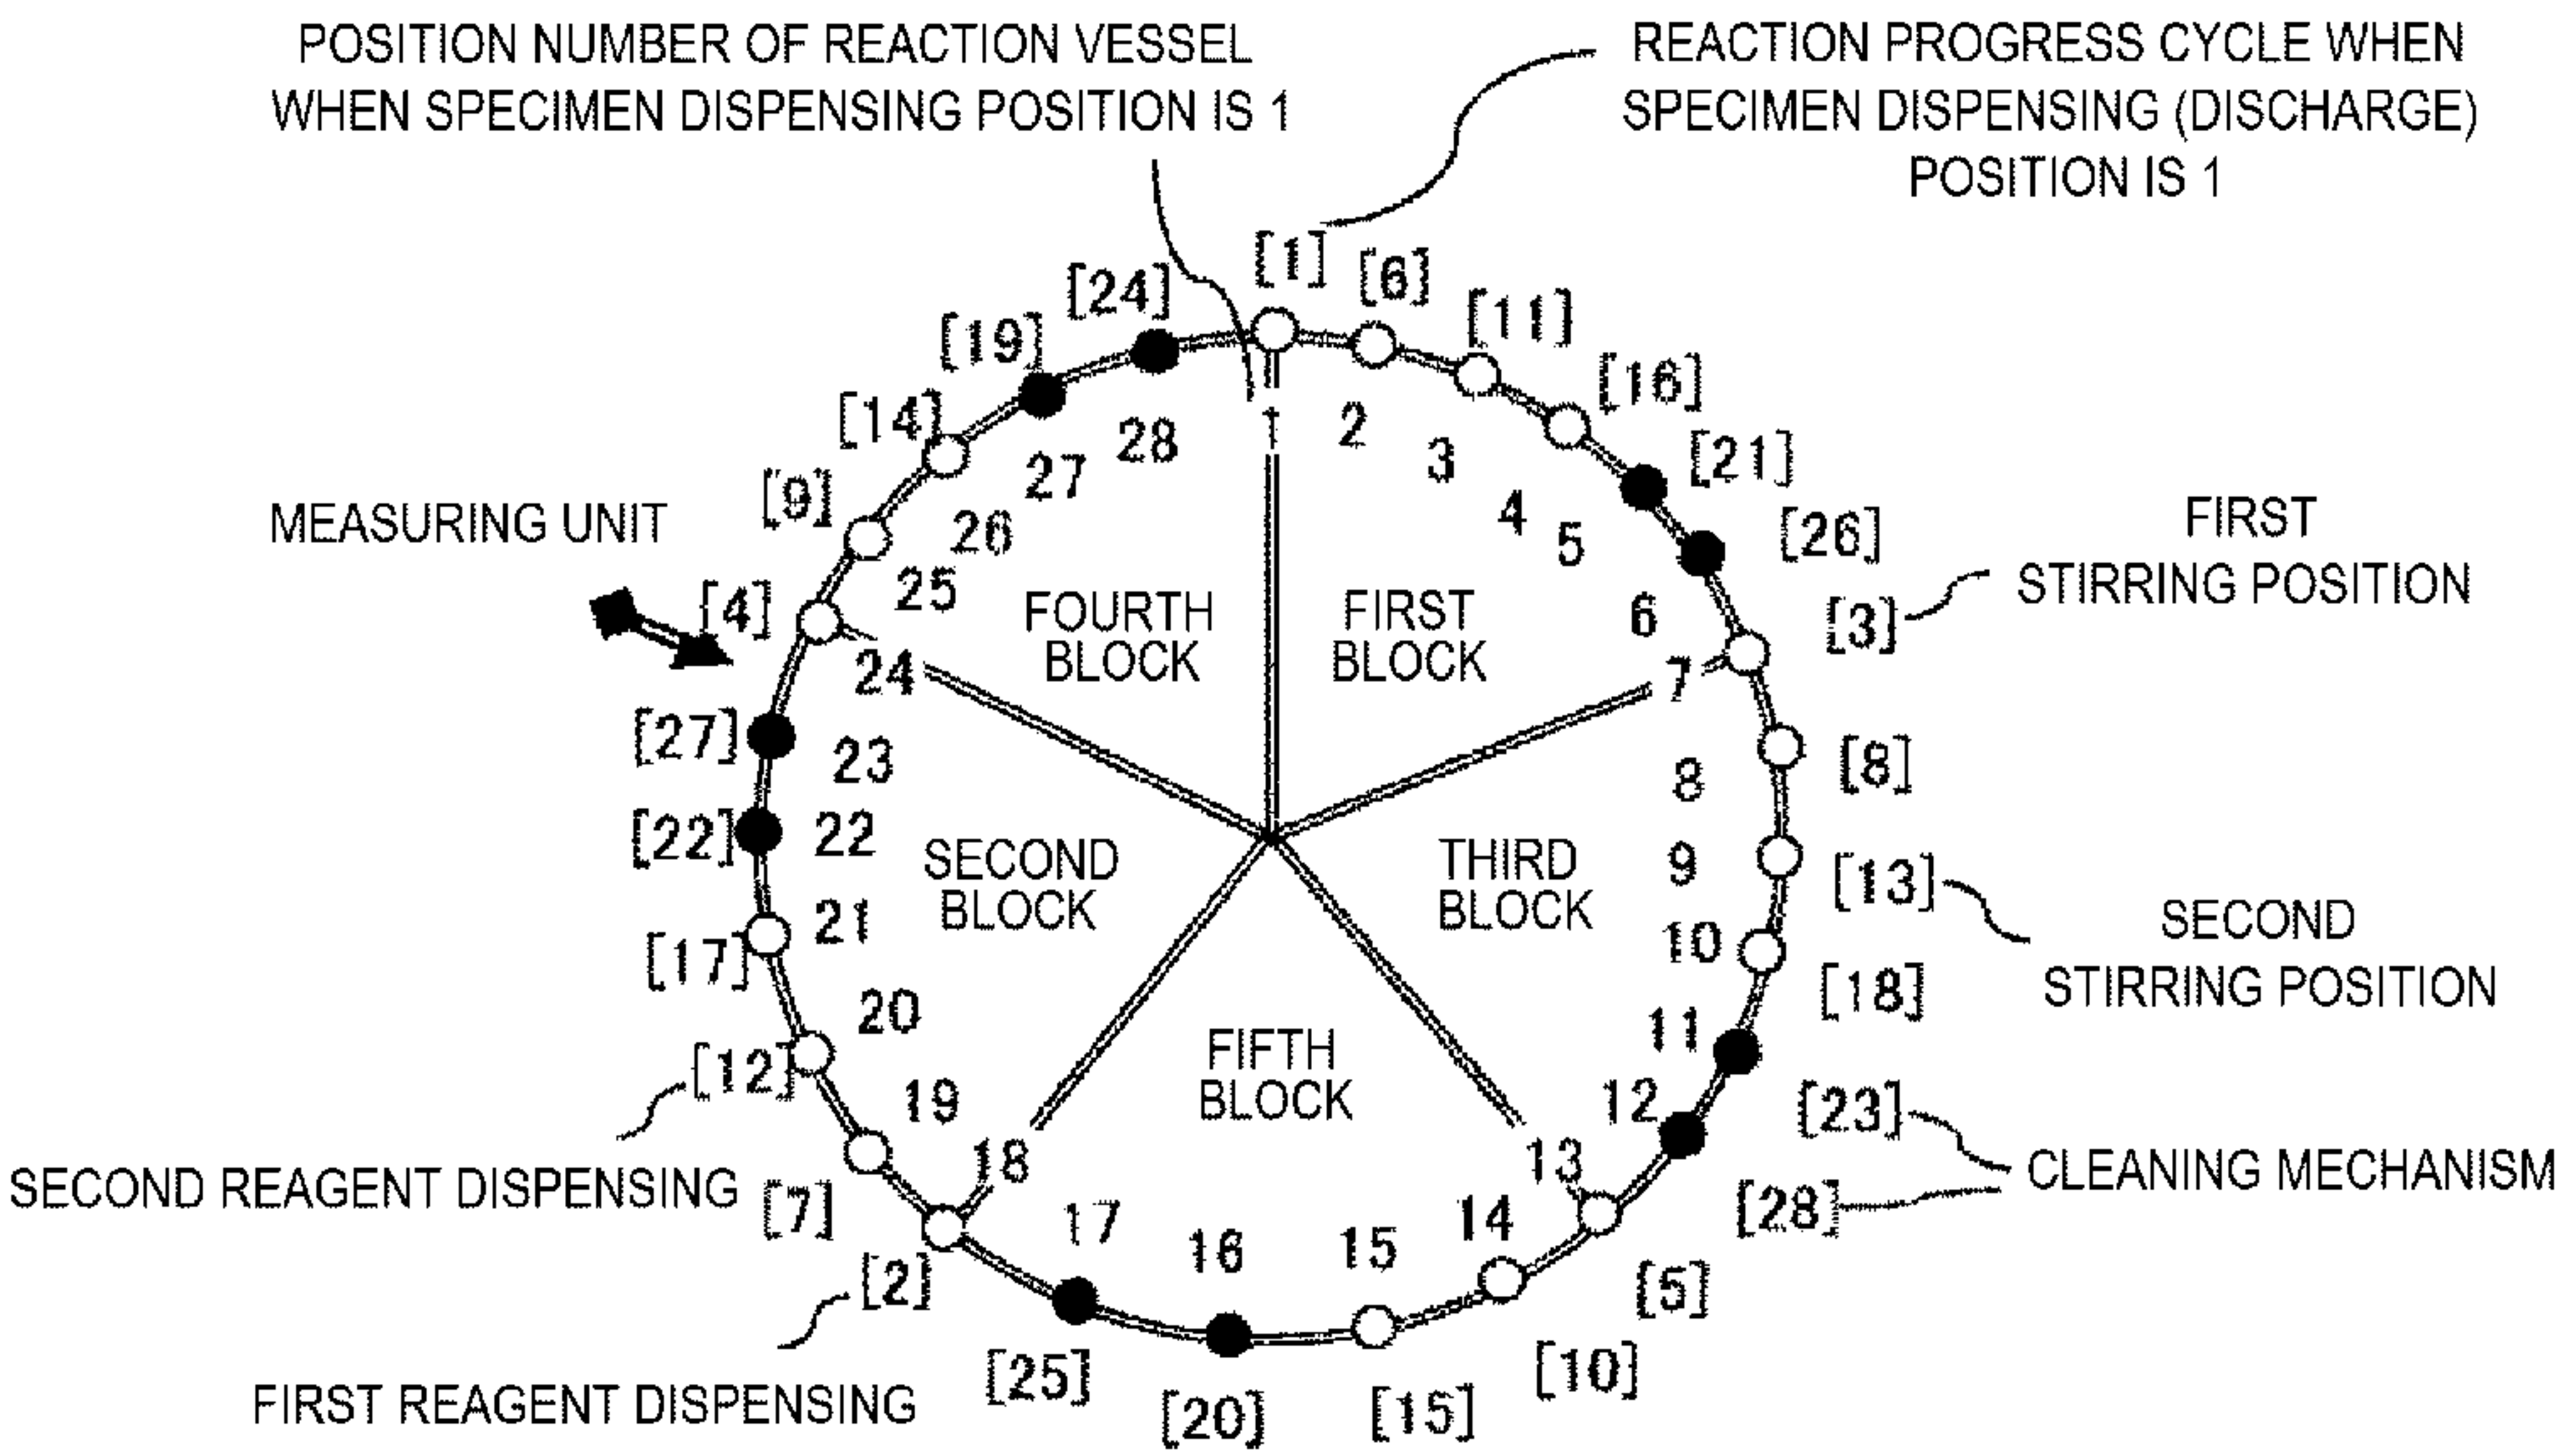 POSITION NUMBER OF REACTION VESSEL
WHEN SPECIMEN DISPENSING POSITION IS 1
REACTION PROGRESS CYCLE WHEN
SPECIMEN DISPENSING (DISCHARGE)
POSITION IS 1
[1]
[6]
[11]
[16]
[21]
[26]
[3]
[8]
[13]
[18]
[23]
[28]
[5]
[10]
[15]
[20]
[25]
[2]
[7]
[12]
[17]
[22]
[27]
[4]
[9]
[14]
[19]
[24]
1
2
3
4
5
6
7
8
9
10
11
12
13
14
15
16
17
18
19
20
21
22
23
24
25
26
27
28
MEASURING UNIT
FIRST
STIRRING POSITION
SECOND
STIRRING POSITION
CLEANING MECHANISM
SECOND REAGENT DISPENSING
FIRST REAGENT DISPENSING
FOURTH
BLOCK
FIRST
BLOCK
SECOND
BLOCK
THIRD
BLOCK
FIFTH
BLOCK